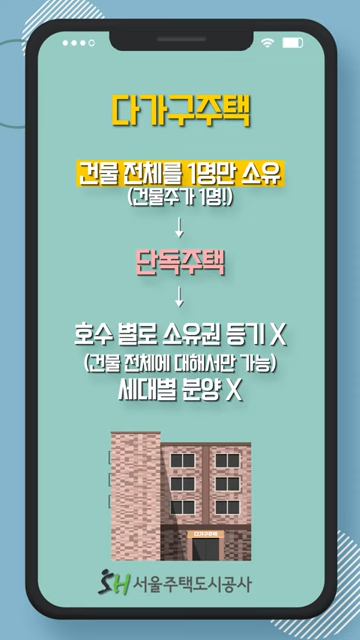 다가구주택
건물 전체를 1명만 소유
(건물주가 1명!)
↓
단독주택
↓
호수 별로 소유권 등기 X
(건물 전체에 대해서만 가능)
세대별 분양 X
다가구주택
SH 서울주택도시공사